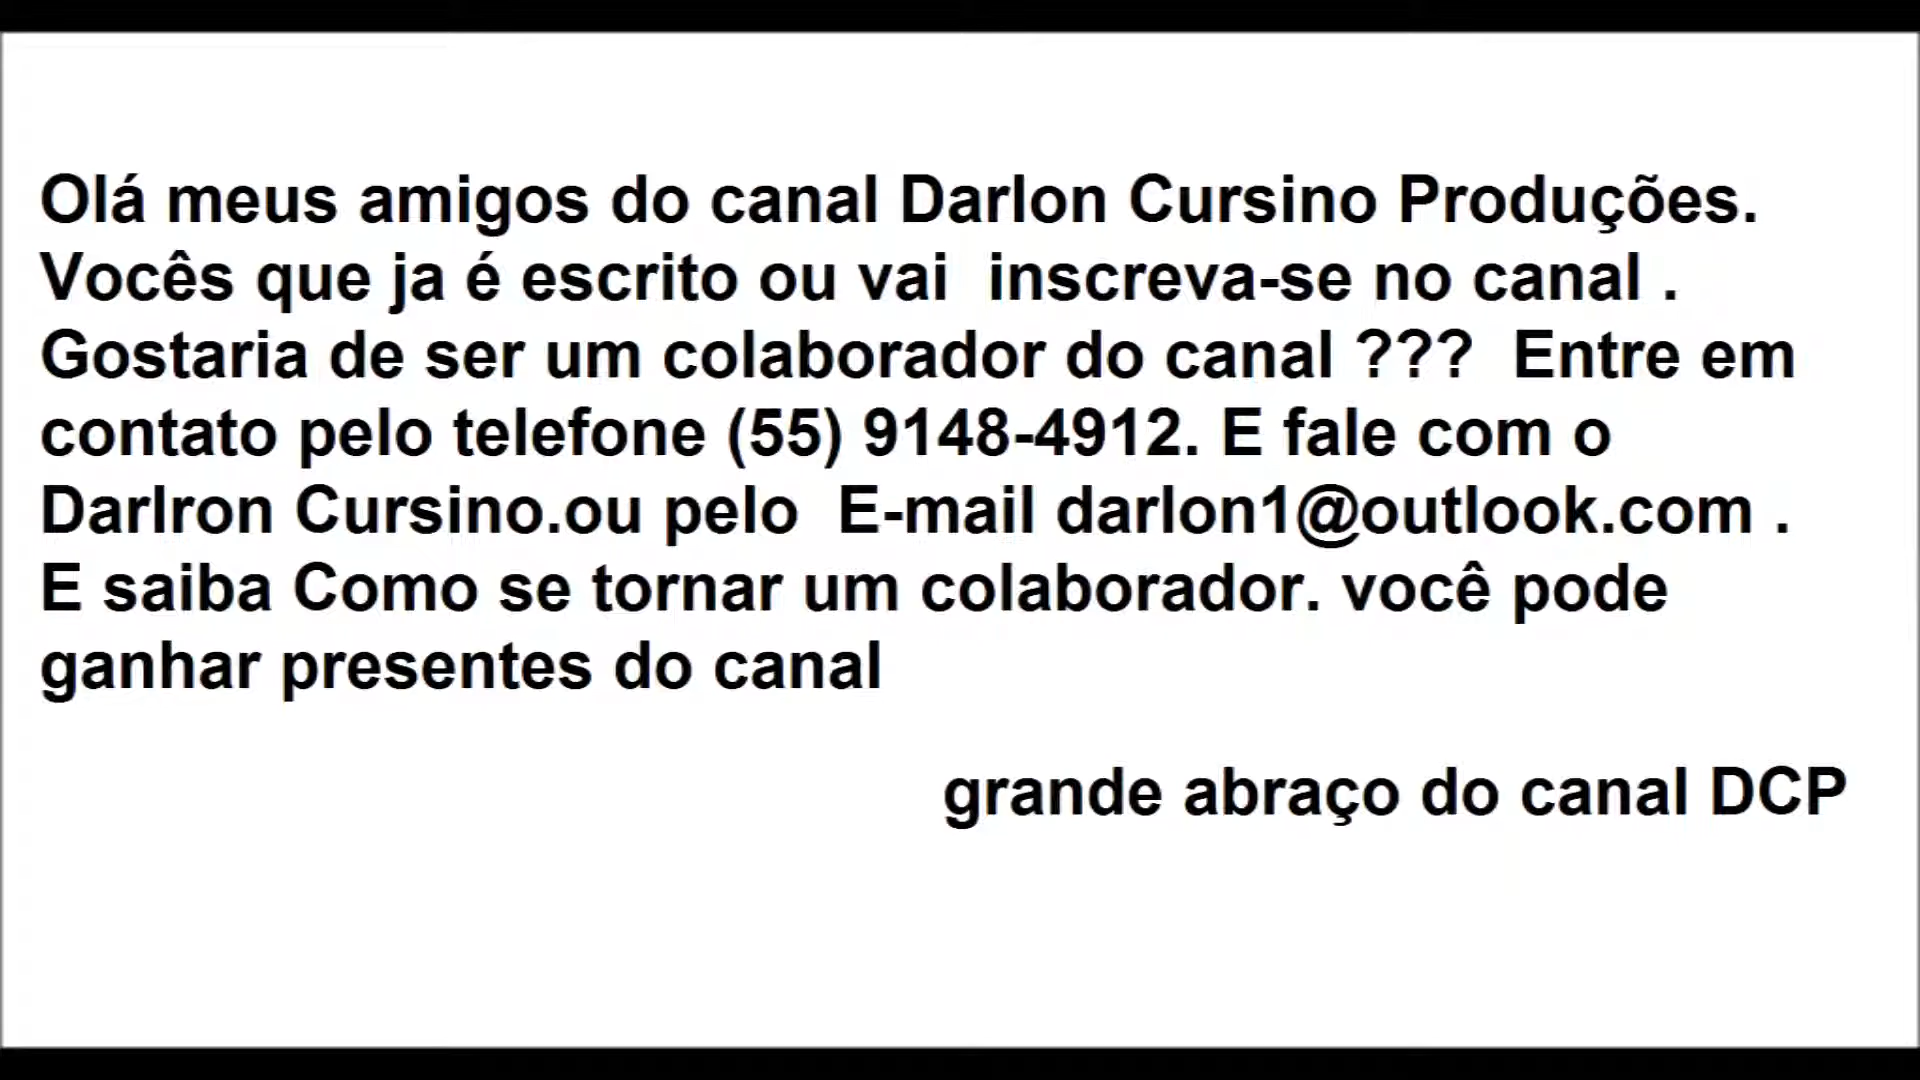 Olá meus amigos do canal Darlon Cursino Produções.
Vocês que ja é escrito ou vai  inscreva-se no canal .
Gostaria de ser um colaborador do canal ???  Entre em
contato pelo telefone (55) 9148-4912. E fale com o
Darlron Cursino.ou pelo  E-mail darlon1@outlook.com .
E saiba Como se tornar um colaborador. você pode
ganhar presentes do canal
grande abraço do canal DCP